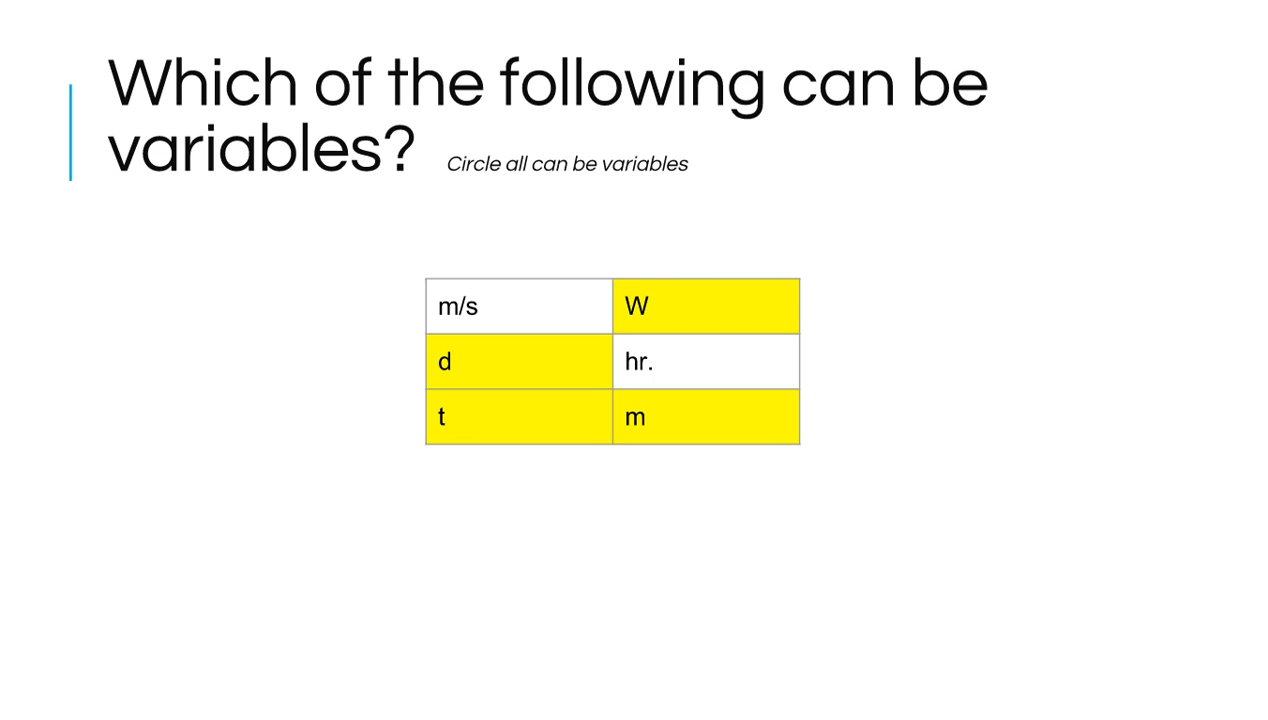 Which of the following can be
variables? Circle all can be variables
m/s W
d hr.
t m